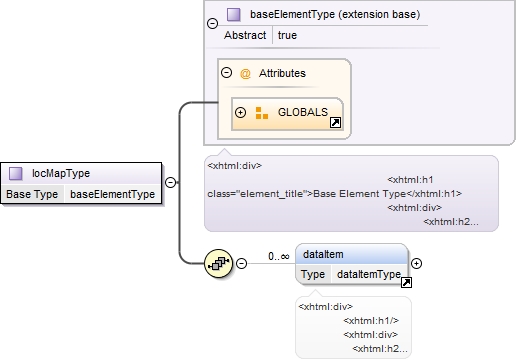 baseElementType (extension base)
Abstract true
@ Attributes
GLOBALS
<xhtml:div>
<xhtml:h1
class="element_title">Base Element Type</xhtml:h1>
<xhtml:div>
<xhtml:h2...
locMapType
Base Type baseElementType
0..∞
dataItem
Type dataItemType
<xhtml:div>
<xhtml:h1/>
<xhtml:div>
<xhtml:h2...